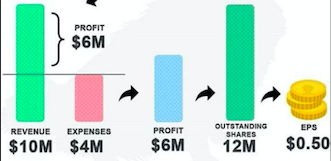 PROFIT
$6M
REVENUE
$10M
EXPENSES
$4M
PROFIT
$6M
OUTSTANDING
SHARES
12M
EPS
$0.50